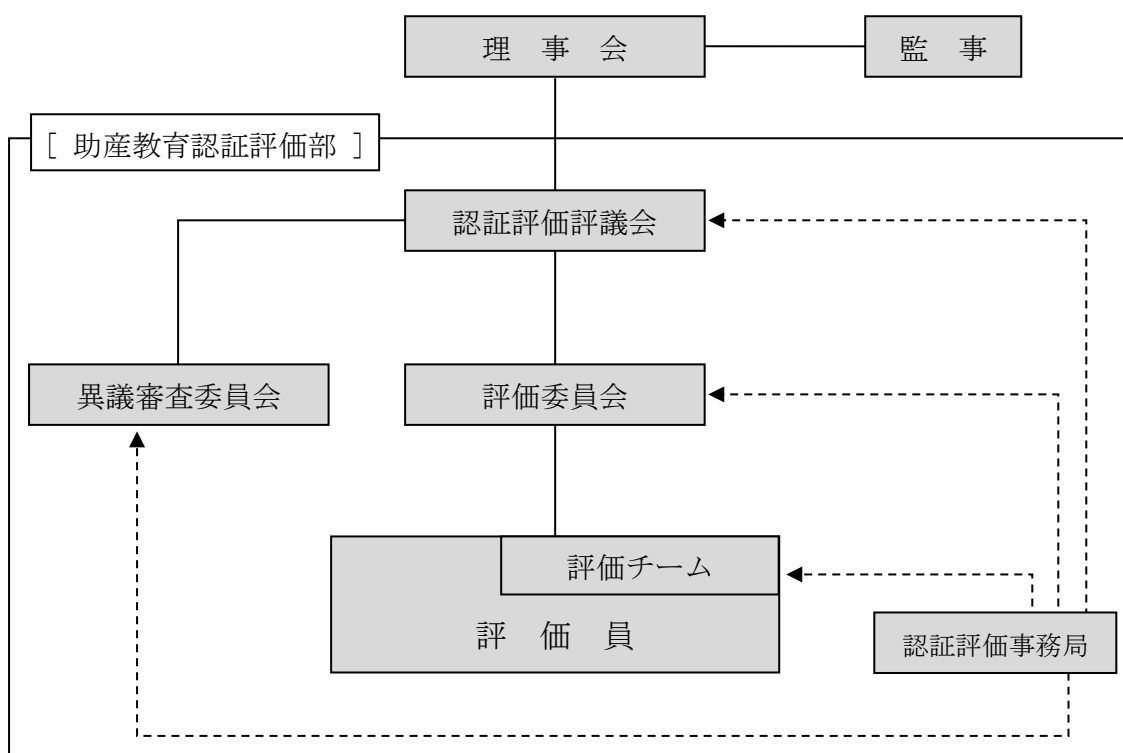 理 事 会
監 事
[ 助産教育認証評価部 ]
認証評価評議会
異議審査委員会
評価委員会
評価チーム
評 価 員
認証評価事務局